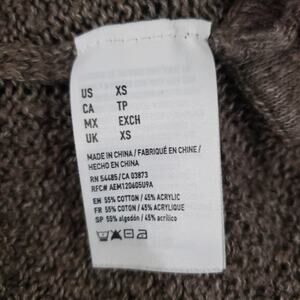 US XS
CA TP
MX EXCH
UK XS
MADE IN CHINA / FABRIQUÉ EN CHINE /
HECHO EN CHINA
RN 54485/CA 03873
RFC# AEM120605U9A
EN 55% COTTON / 45% ACRYLIC
FR 55% COTON / 45% ACRYLIQUE
SP 55% algodón / 45% acrílico